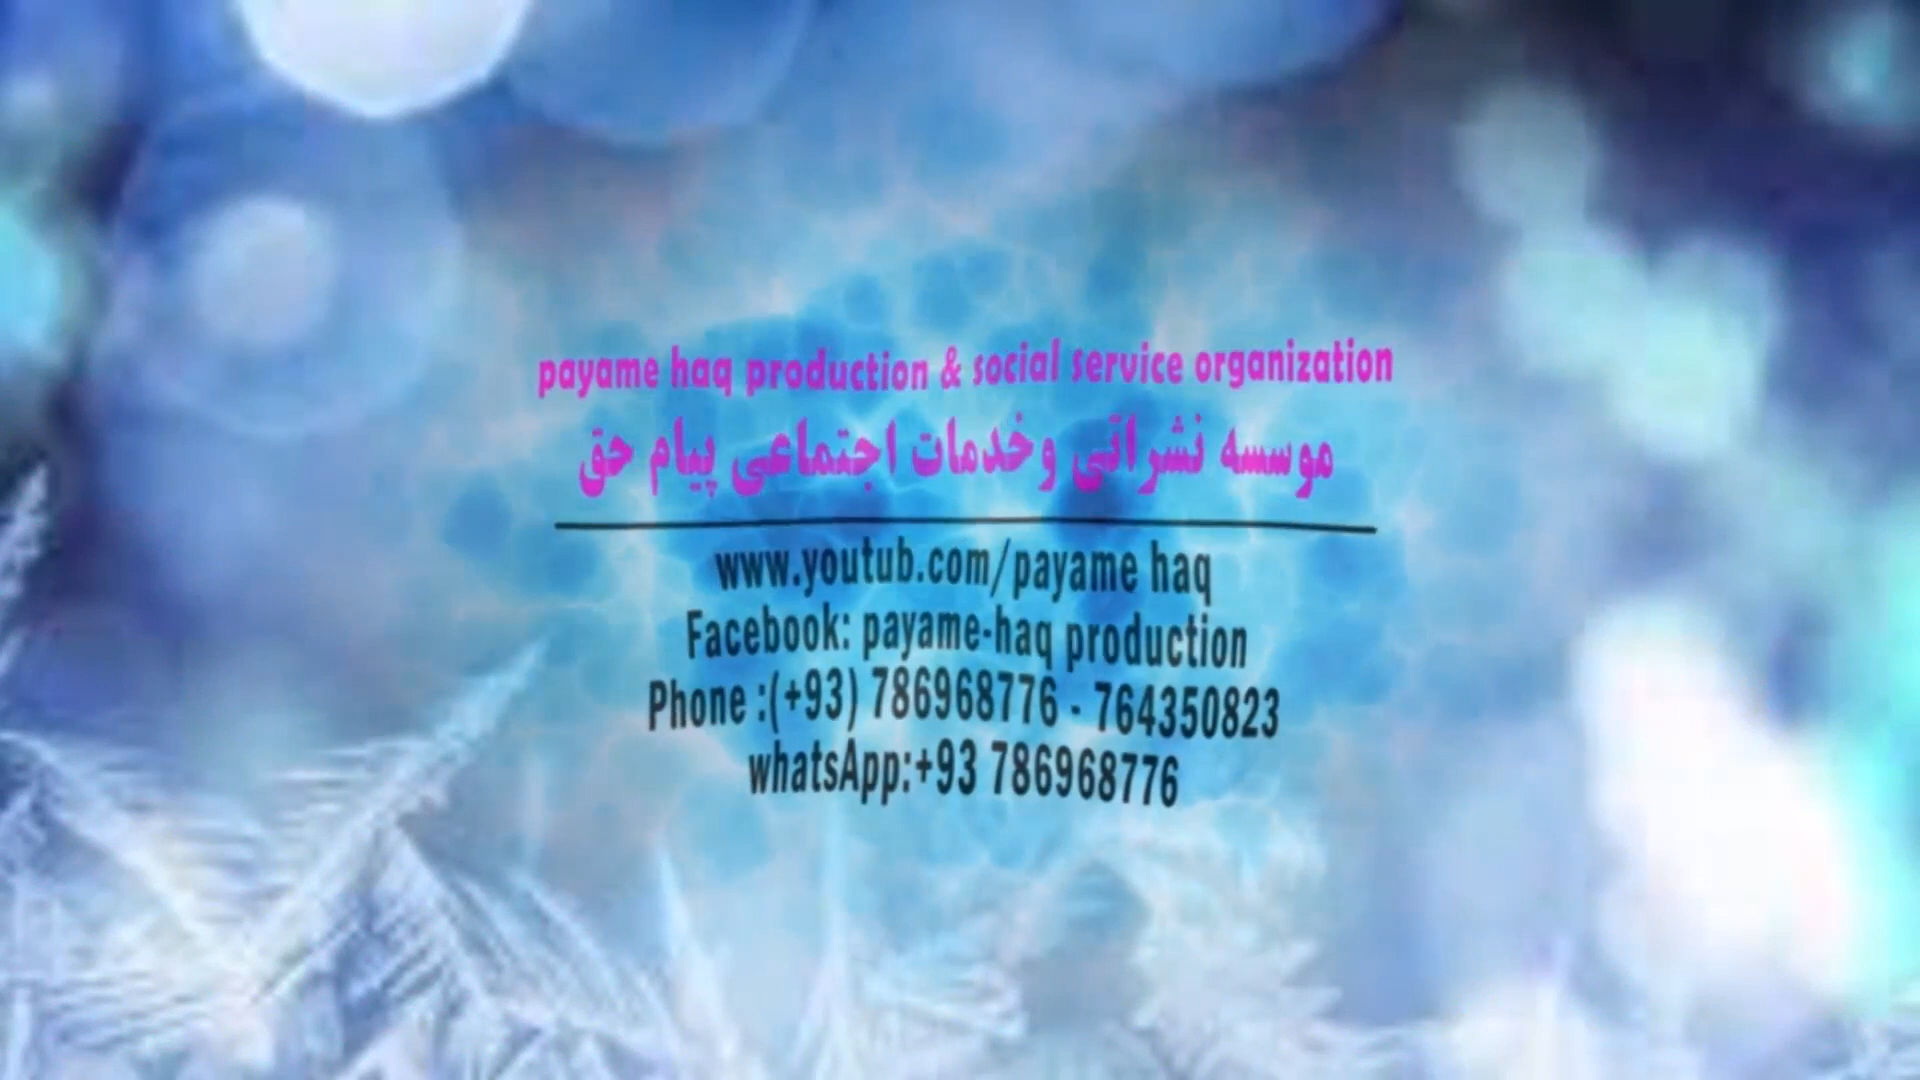 payame haq production & social service organization
موسسه نشراتی وخدمات اجتماعی پیام حق
www.youtub.com/payame haq
Facebook: payame-haq production
Phone :(+93) 786968776 - 764350823
whatsApp:+93 786968776